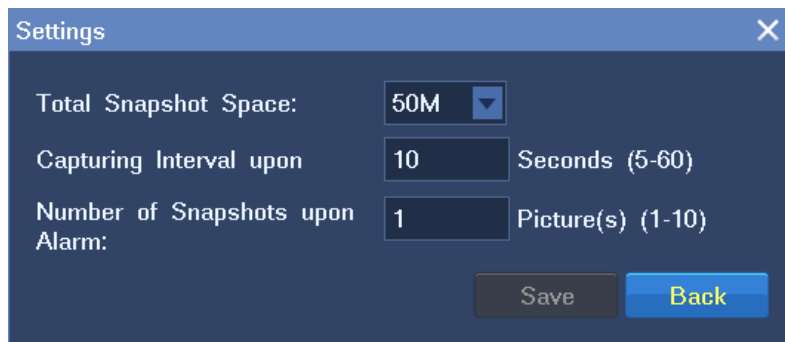 Settings
Total Snapshot Space: 50M
Capturing Interval upon 10 Seconds (5-60)
Number of Snapshots upon
Alarm: 1 Picture(s) (1-10)
Save Back